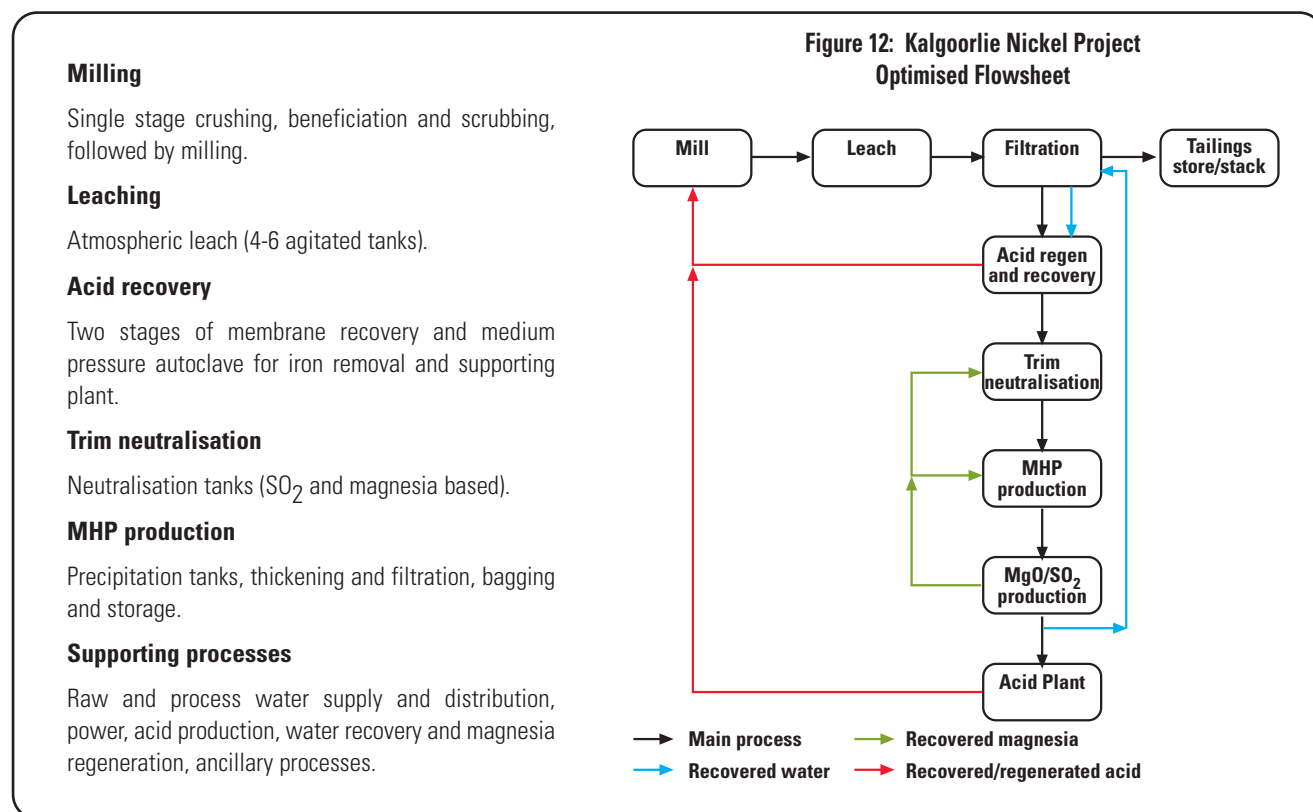 Milling
Single stage crushing, beneficiation and scrubbing,
followed by milling.
Leaching
Atmospheric leach (4-6 agitated tanks).
Acid recovery
Two stages of membrane recovery and medium
pressure autoclave for iron removal and supporting
plant.
Trim neutralisation
Neutralisation tanks (SO2 and magnesia based).
MHP production
Precipitation tanks, thickening and filtration, bagging
and storage.
Supporting processes
Raw and process water supply and distribution,
power, acid production, water recovery and magnesia
regeneration, ancillary processes.
Figure 12: Kalgoorlie Nickel Project
Optimised Flowsheet
Mill
Leach
Filtration
Tailings
store/stack
Acid regen
and recovery
Trim
neutralisation
MHP
production
MgO/SO2
production
Acid Plant
Main process
Recovered magnesia
Recovered water
Recovered/regenerated acid